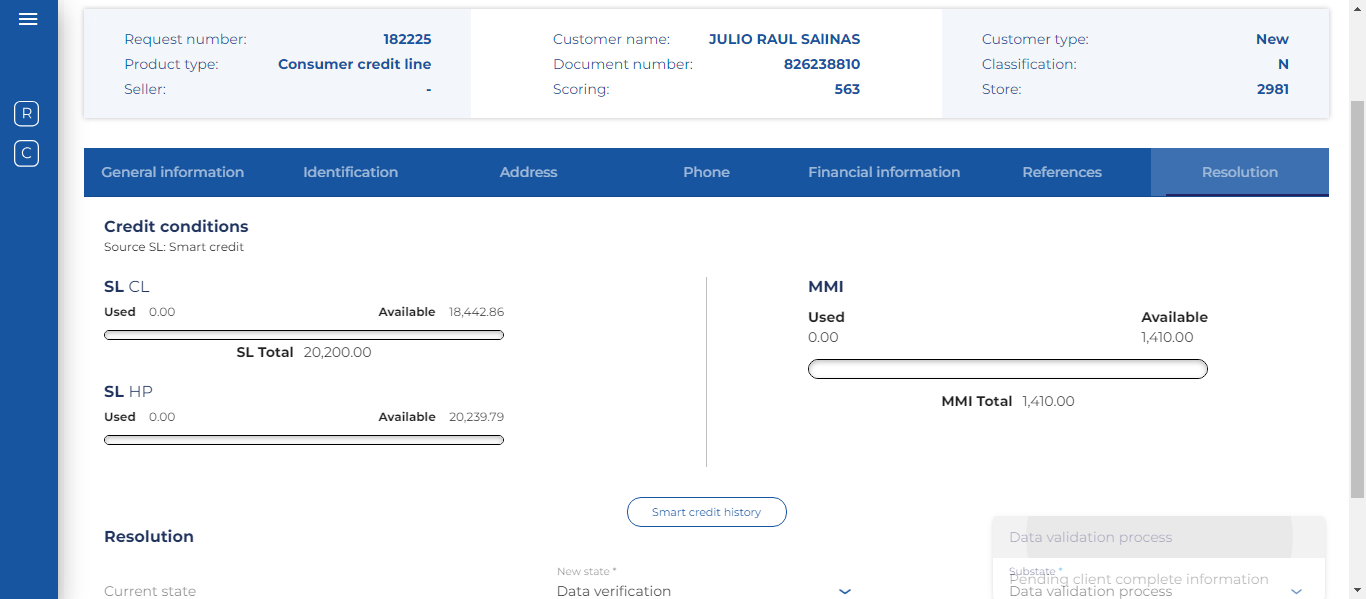 Request number: 182225
Product type: Consumer credit line
Seller: -
Customer name: JULIO RAUL SAlINAS
Document number: 826238810
Scoring: 563
Customer type: New
Classification: N
Store: 2981
R
C
General information Identification Address Phone Financial information References Resolution
Credit conditions
Source SL: Smart credit
SL CL
Used 0.00 Available 18,442.86
SL Total 20,200.00
SL HP
Used 0.00 Available 20,239.79
MMI
Used Available
0.00 1,410.00
MMI Total 1,410.00
Smart credit history
Resolution
Data validation process
New state *
Substate *
Pending client complete information
Current state
Data verification
Data validation process